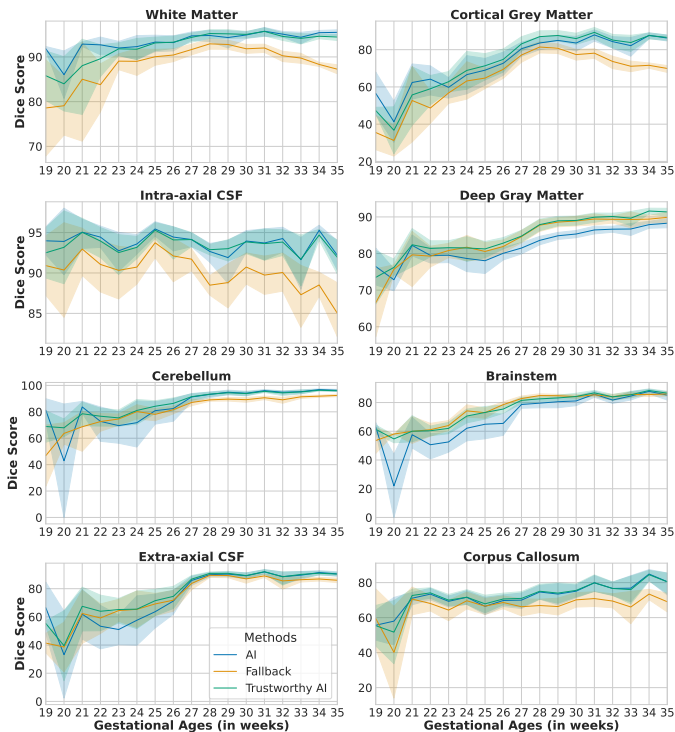 White Matter
Cortical Grey Matter
Dice Score
90
80
70
80
60
40
20
19 20 21 22 23 24 25 26 27 28 29 30 31 32 33 34 35
19 20 21 22 23 24 25 26 27 28 29 30 31 32 33 34 35
Intra-axial CSF
Deep Gray Matter
Dice Score
95
90
85
90
80
70
60
19 20 21 22 23 24 25 26 27 28 29 30 31 32 33 34 35
19 20 21 22 23 24 25 26 27 28 29 30 31 32 33 34 35
Cerebellum
Brainstem
Dice Score
100
80
60
40
20
0
80
60
40
20
0
19 20 21 22 23 24 25 26 27 28 29 30 31 32 33 34 35
19 20 21 22 23 24 25 26 27 28 29 30 31 32 33 34 35
Extra-axial CSF
Corpus Callosum
Dice Score
80
60
40
20
0
Methods
AI
Fallback
Trustworthy AI
80
60
40
20
19 20 21 22 23 24 25 26 27 28 29 30 31 32 33 34 35
19 20 21 22 23 24 25 26 27 28 29 30 31 32 33 34 35
Gestational Ages (in weeks)
Gestational Ages (in weeks)